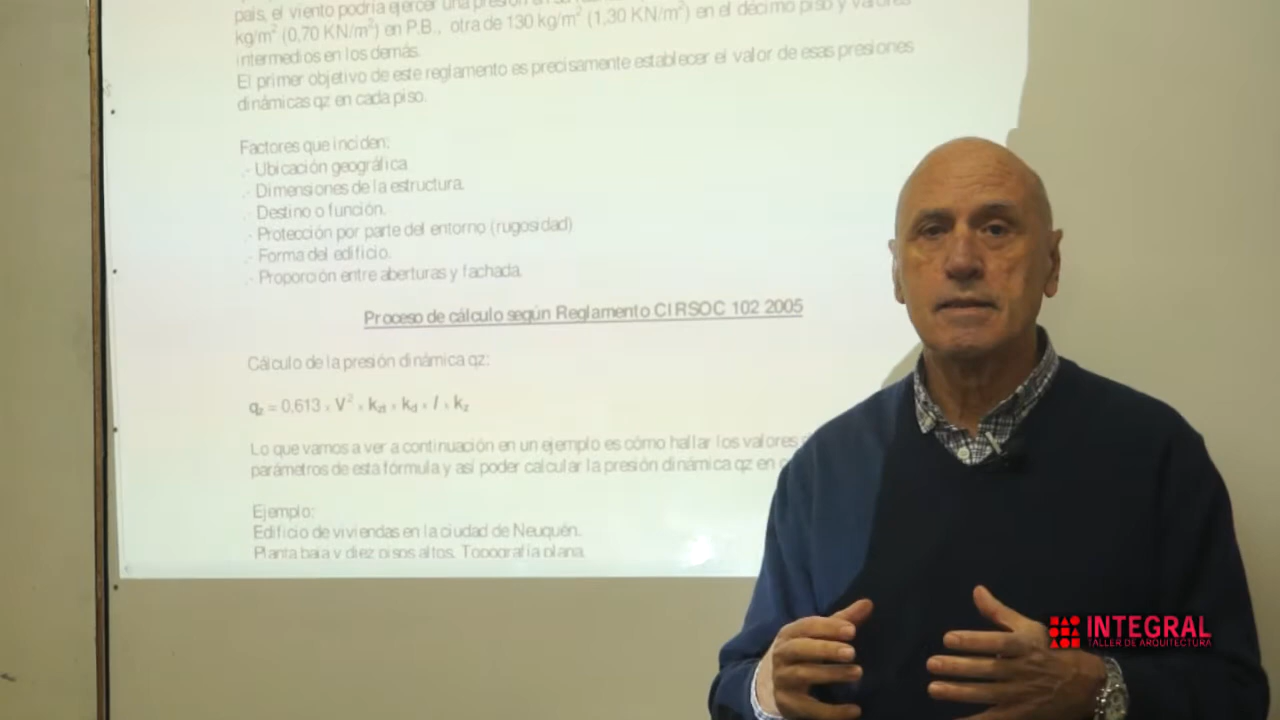 país, el viento podría ejercer una presión
kg/m² (0,70 KN/m²) en P.B., otra de 130 kg/m² (1,30 KN/m²) en el décimo piso y valores
intermedios en los demás.
El primer objetivo de este reglamento es precisamente establecer el valor de esas presiones
dinámicas qz en cada piso.
Factores que inciden:
.- Ubicación geográfica
.- Dimensiones de la estructura.
.- Destino o función.
.- Protección por parte del entorno (rugosidad)
.- Forma del edificio.
.- Proporción entre aberturas y fachada.
Proceso de cálculo según Reglamento CIRSOC 102 2005
Cálculo de la presión dinámica qz:
qz = 0.613 x V² x kzt x kd x I x kz
Lo que vamos a ver a continuación en un ejemplo es cómo hallar los valores
parámetros de esta fórmula y así poder calcular la presión dinámica qz en
Ejemplo:
Edificio de viviendas en la ciudad de Neuquén.
Planta baja y diez pisos altos. Topografía plana.
INTEGRAL
TALLER DE ARQUITECTURA